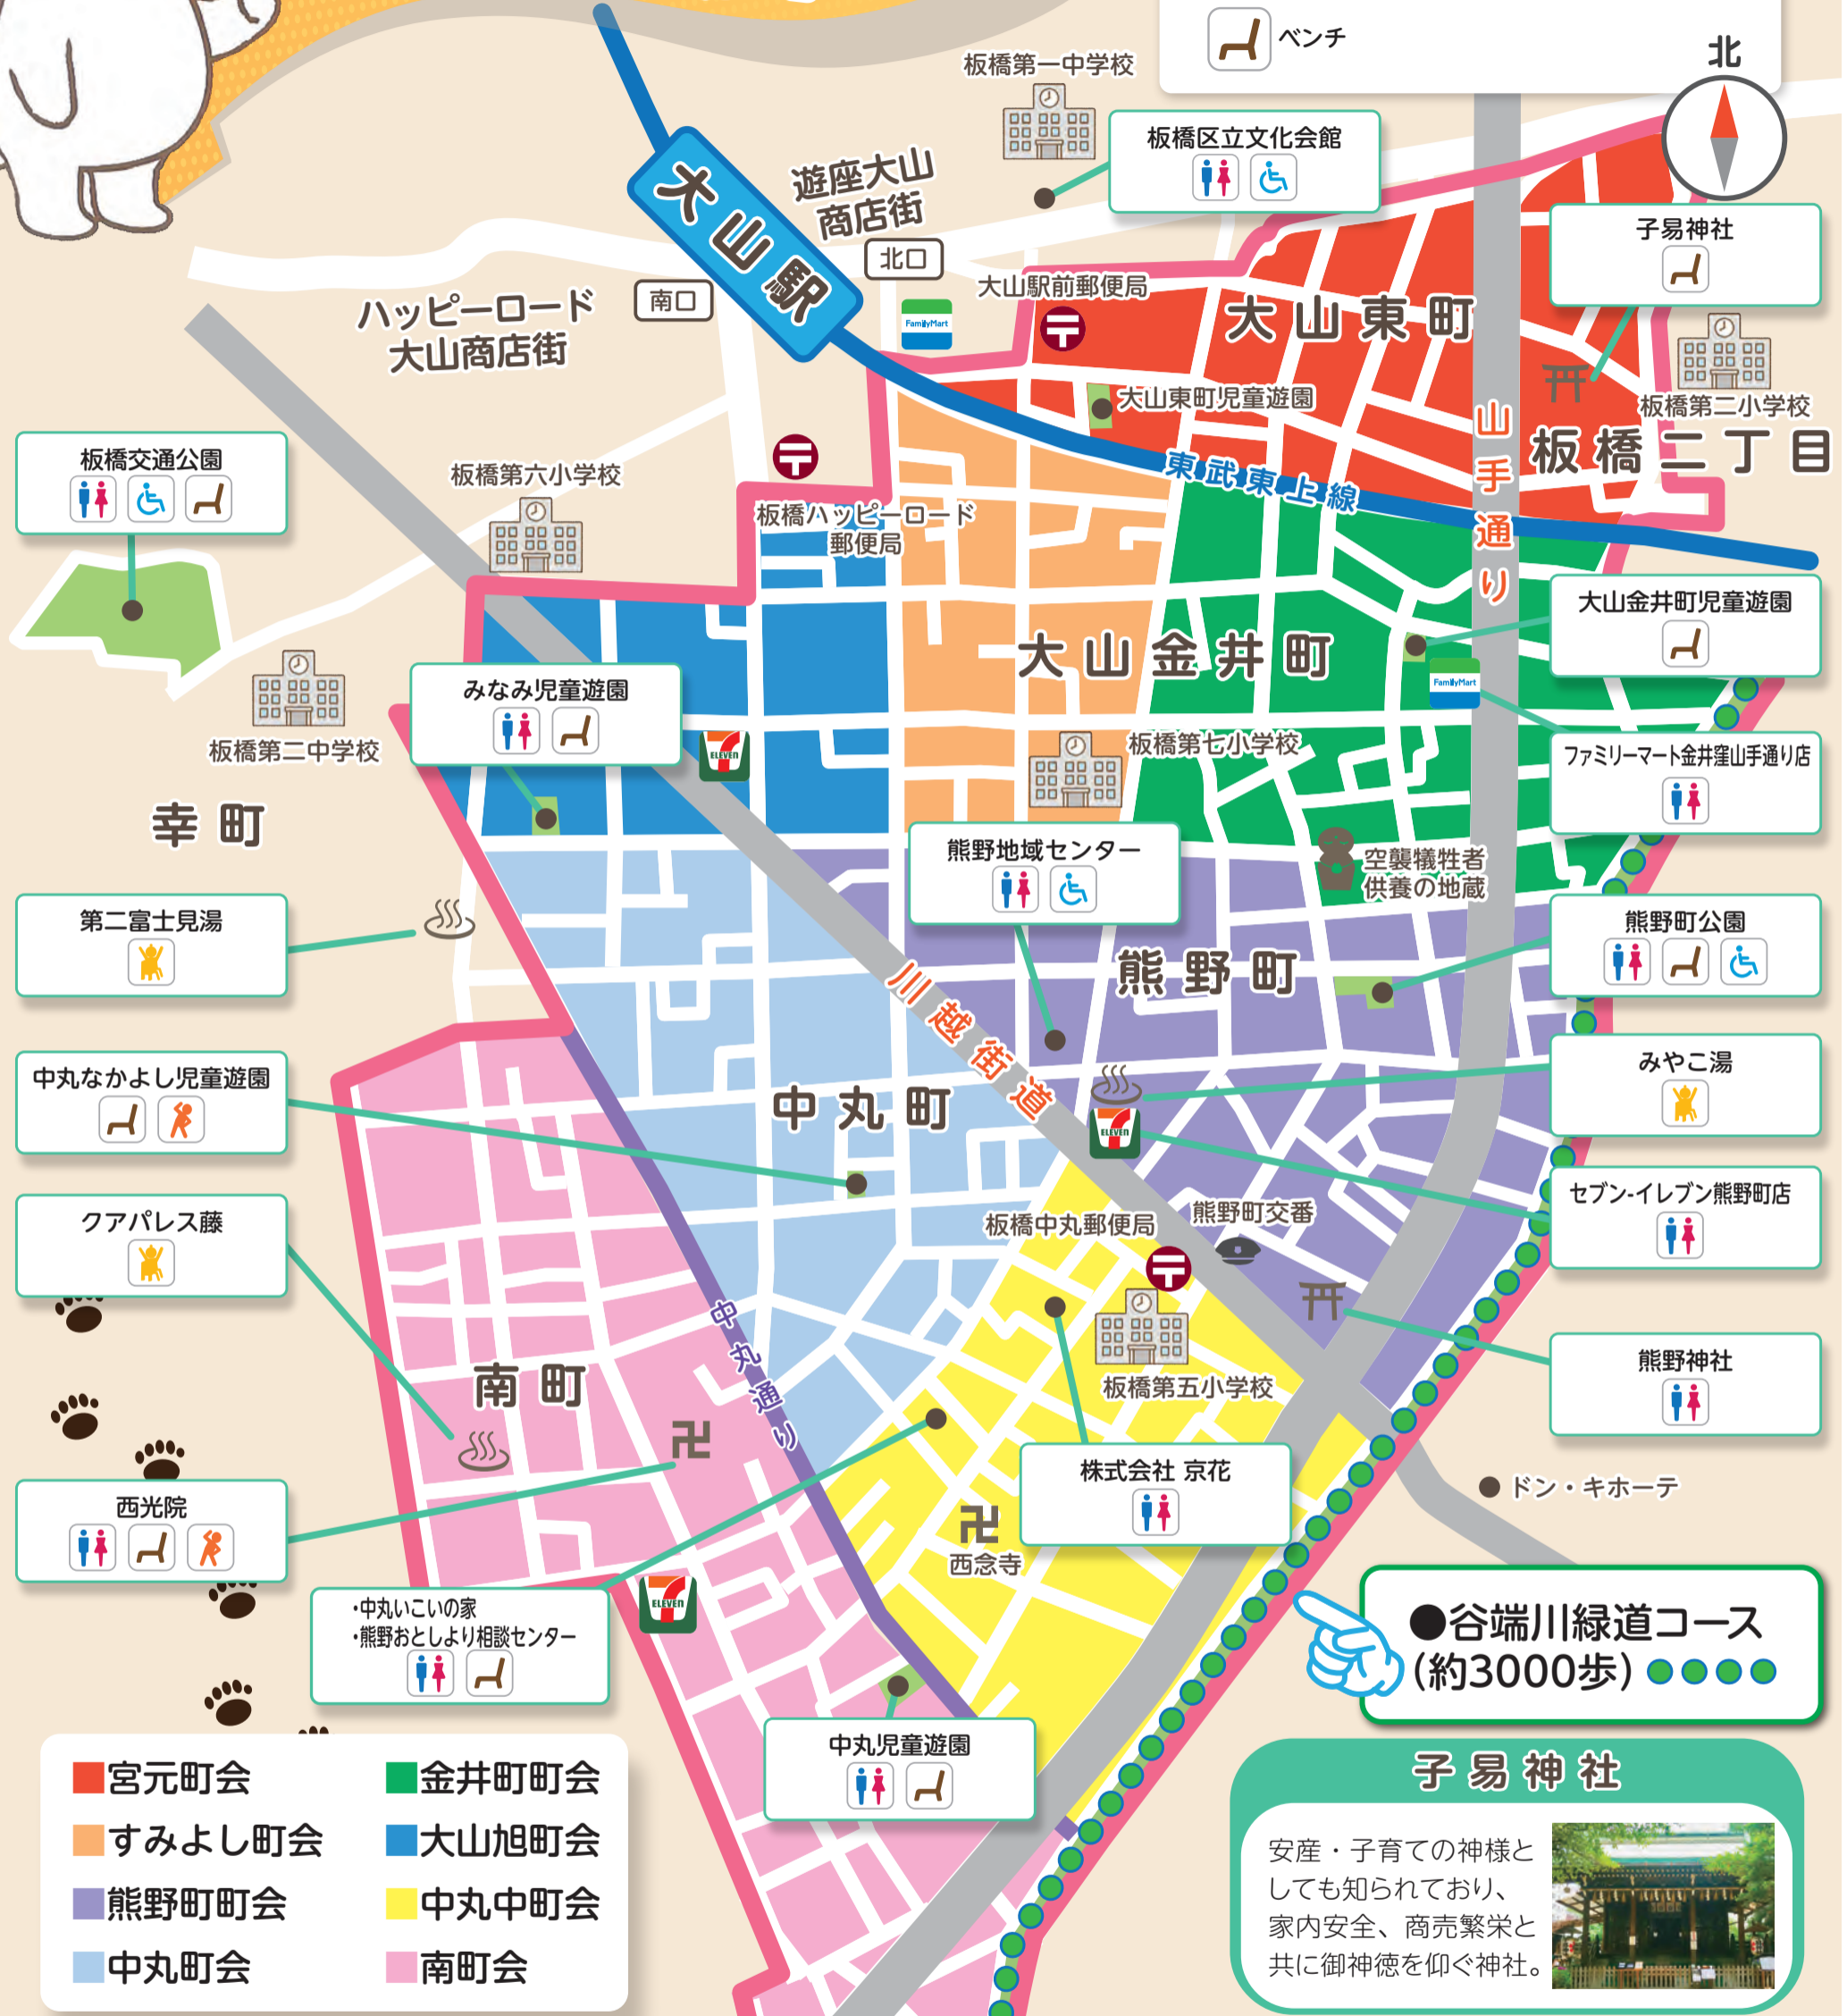 ベンチ
北
板橋第一中学校
板橋区立文化会館
遊座大山
商店街
大山駅
北口
南口
子易神社
大山駅前郵便局
FamilyMart
大山東町
ハッピーロード
大山商店街
板橋第二小学校
大山東町児童遊園
山手通り
板橋二丁目
板橋交通公園
板橋第六小学校
東武東上線
板橋ハッピーロード
郵便局
大山金井町児童遊園
大山金井町
みなみ児童遊園
FamilyMart
板橋第二中学校
ELEVEN
板橋第七小学校
ファミリーマート金井窪山手通り店
幸町
熊野地域センター
空襲犠牲者
供養の地蔵
第二富士見湯
熊野町公園
熊野町
川越街道
みやこ湯
中丸なかよし児童遊園
中丸町
ELEVEN
セブン-イレブン熊野町店
クアパレス藤
板橋中丸郵便局
熊野町交番
中丸通り
熊野神社
南町
板橋第五小学校
株式会社 京花
ドン・キホーテ
西光院
西念寺
ELEVEN
・中丸いこいの家
・熊野おとしより相談センター
●谷端川緑道コース
(約3000歩)
中丸児童遊園
宮元町会
金井町町会
すみよし町会
大山旭町会
熊野町町会
中丸中町会
中丸町会
南町会
子易神社
安産・子育ての神様と
しても知られており、
家内安全、商売繁栄と
共に御神徳を仰ぐ神社。